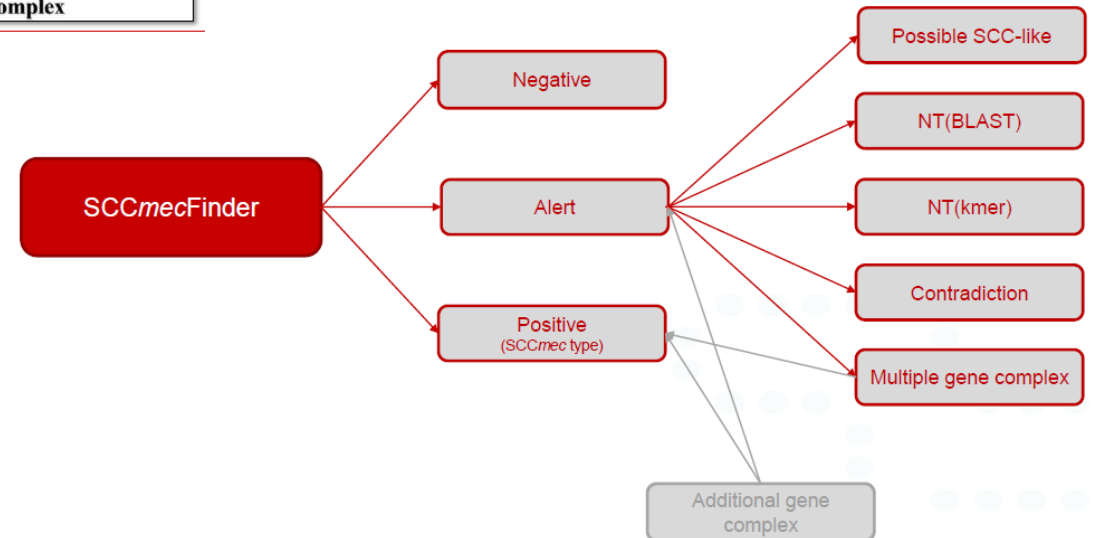 Possible SCC-like
Negative
NT(BLAST)
SCCmecFinder
Alert
NT(kmer)
Contradiction
Positive
(SCCmec type)
Multiple gene complex
Additional gene
complex